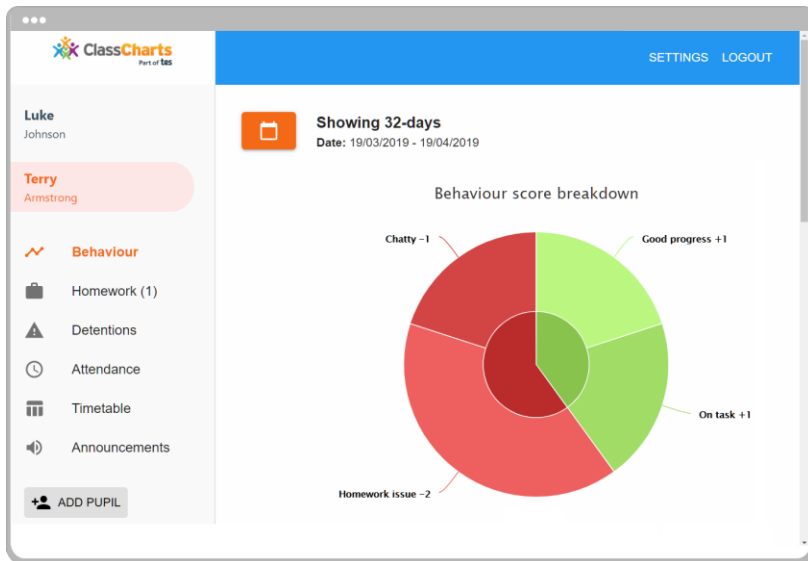 ClassCharts
Part of tes
SETTINGS LOGOUT
Luke
Johnson
Terry
Armstrong
Behaviour
Homework (1)
Detentions
Attendance
Timetable
Announcements
ADD PUPIL
Showing 32-days
Date: 19/03/2019 - 19/04/2019
Behaviour score breakdown
Chatty -1
Good progress +1
On task +1
Homework issue -2